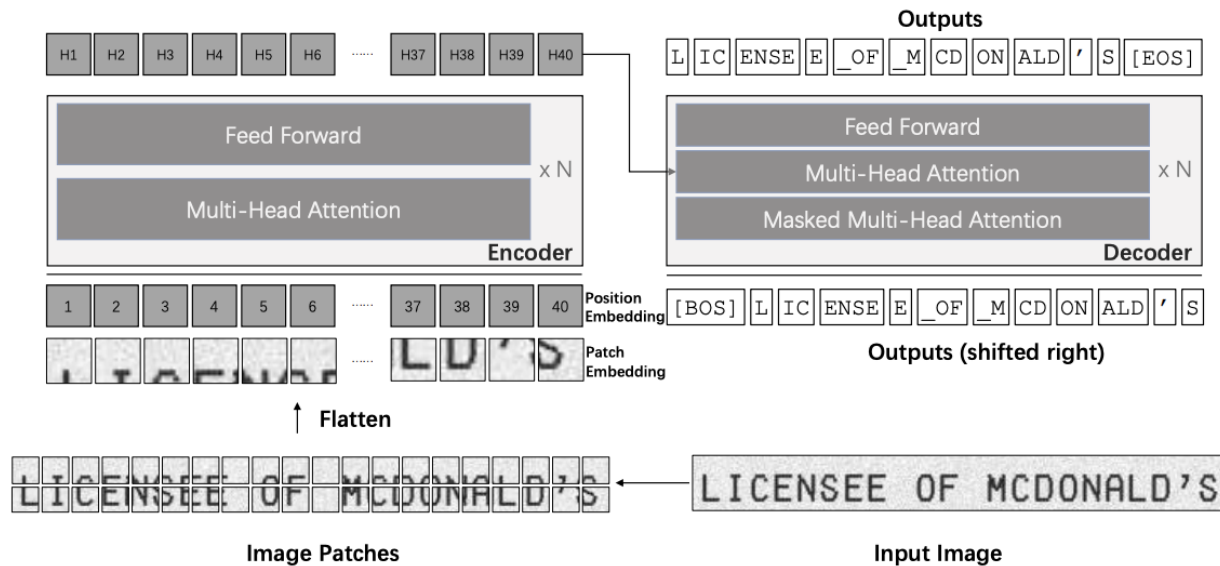 Outputs
H1 H2 H3 H4 H5 H6 ...... H37 H38 H39 H40
L IC ENSE E _OF _M CD ON ALD ' S [EOS]
Feed Forward
Multi-Head Attention
x N
Encoder
Feed Forward
Multi-Head Attention
Masked Multi-Head Attention
x N
Decoder
1 2 3 4 5 6 ...... 37 38 39 40
Position
Embedding
[BOS] L IC ENSE E _OF _M CD ON ALD ' S
LICENSE ...... LD'S
Patch
Embedding
Outputs (shifted right)
Flatten
LICENSEE OF MCDONALD'S
LICENSEE OF MCDONALD'S
Image Patches
Input Image